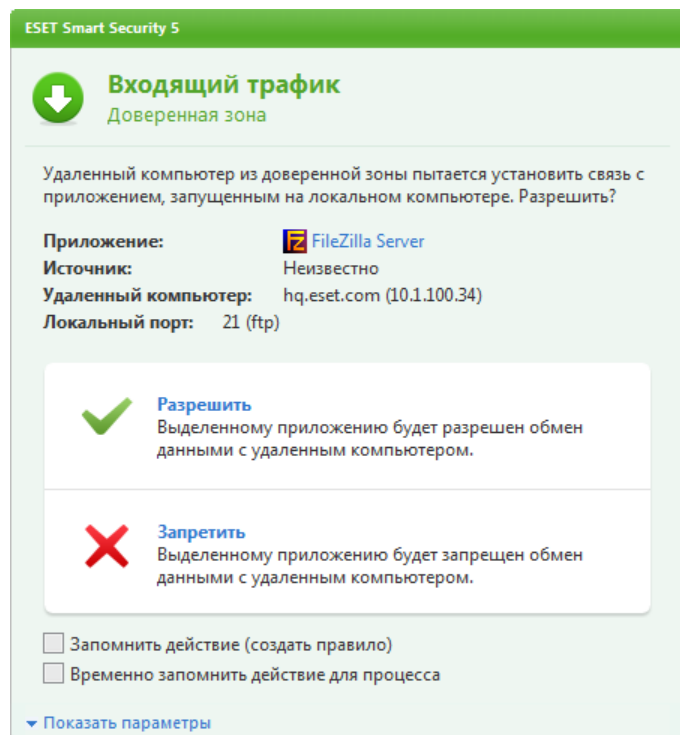 ESET Smart Security 5
Входящий трафик
Доверенная зона
Удаленный компьютер из доверенной зоны пытается установить связь с
приложением, запущенным на локальном компьютере. Разрешить?
Приложение: FileZilla Server
Источник: Неизвестно
Удаленный компьютер: hq.eset.com (10.1.100.34)
Локальный порт: 21 (ftp)
Разрешить
Выделенному приложению будет разрешен обмен
данными с удаленным компьютером.
Запретить
Выделенному приложению будет запрещен обмен
данными с удаленным компьютером.
Запомнить действие (создать правило)
Временно запомнить действие для процесса
Показать параметры